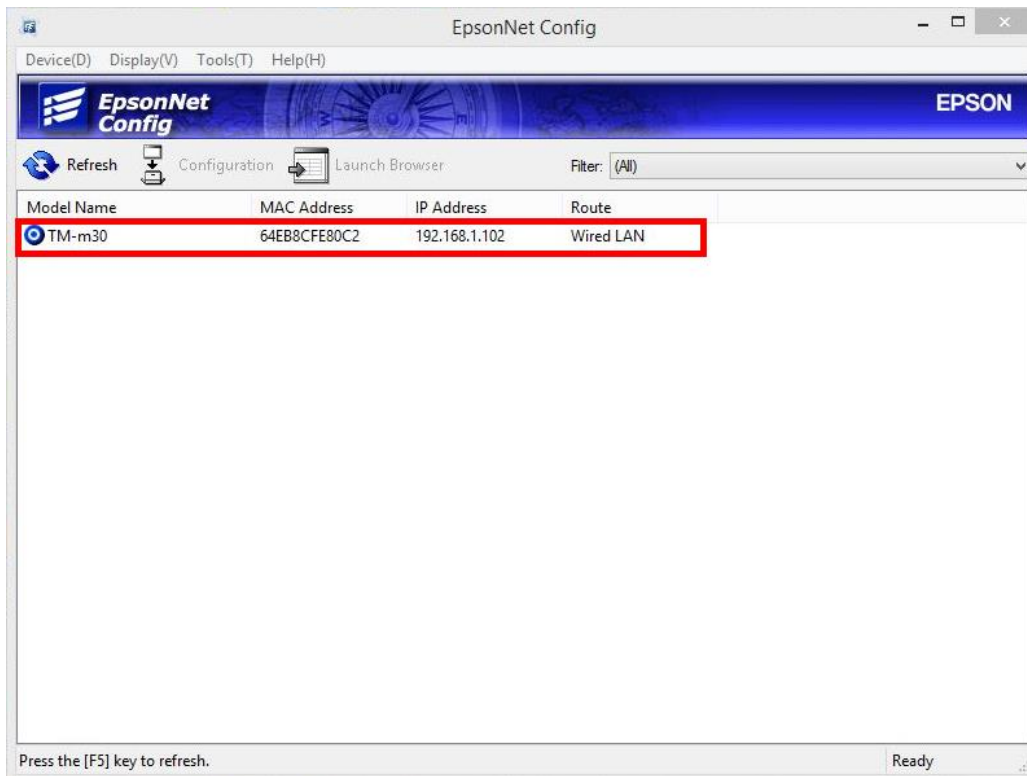 EpsonNet Config
Device(D) Display(V) Tools(T) Help(H)
EpsonNet
Config
EPSON
Refresh Configuration Launch Browser Filter: (All)
Model Name MAC Address IP Address Route
TM-m30 64EB8CFE80C2 192.168.1.102 Wired LAN
Press the [F5] key to refresh. Ready